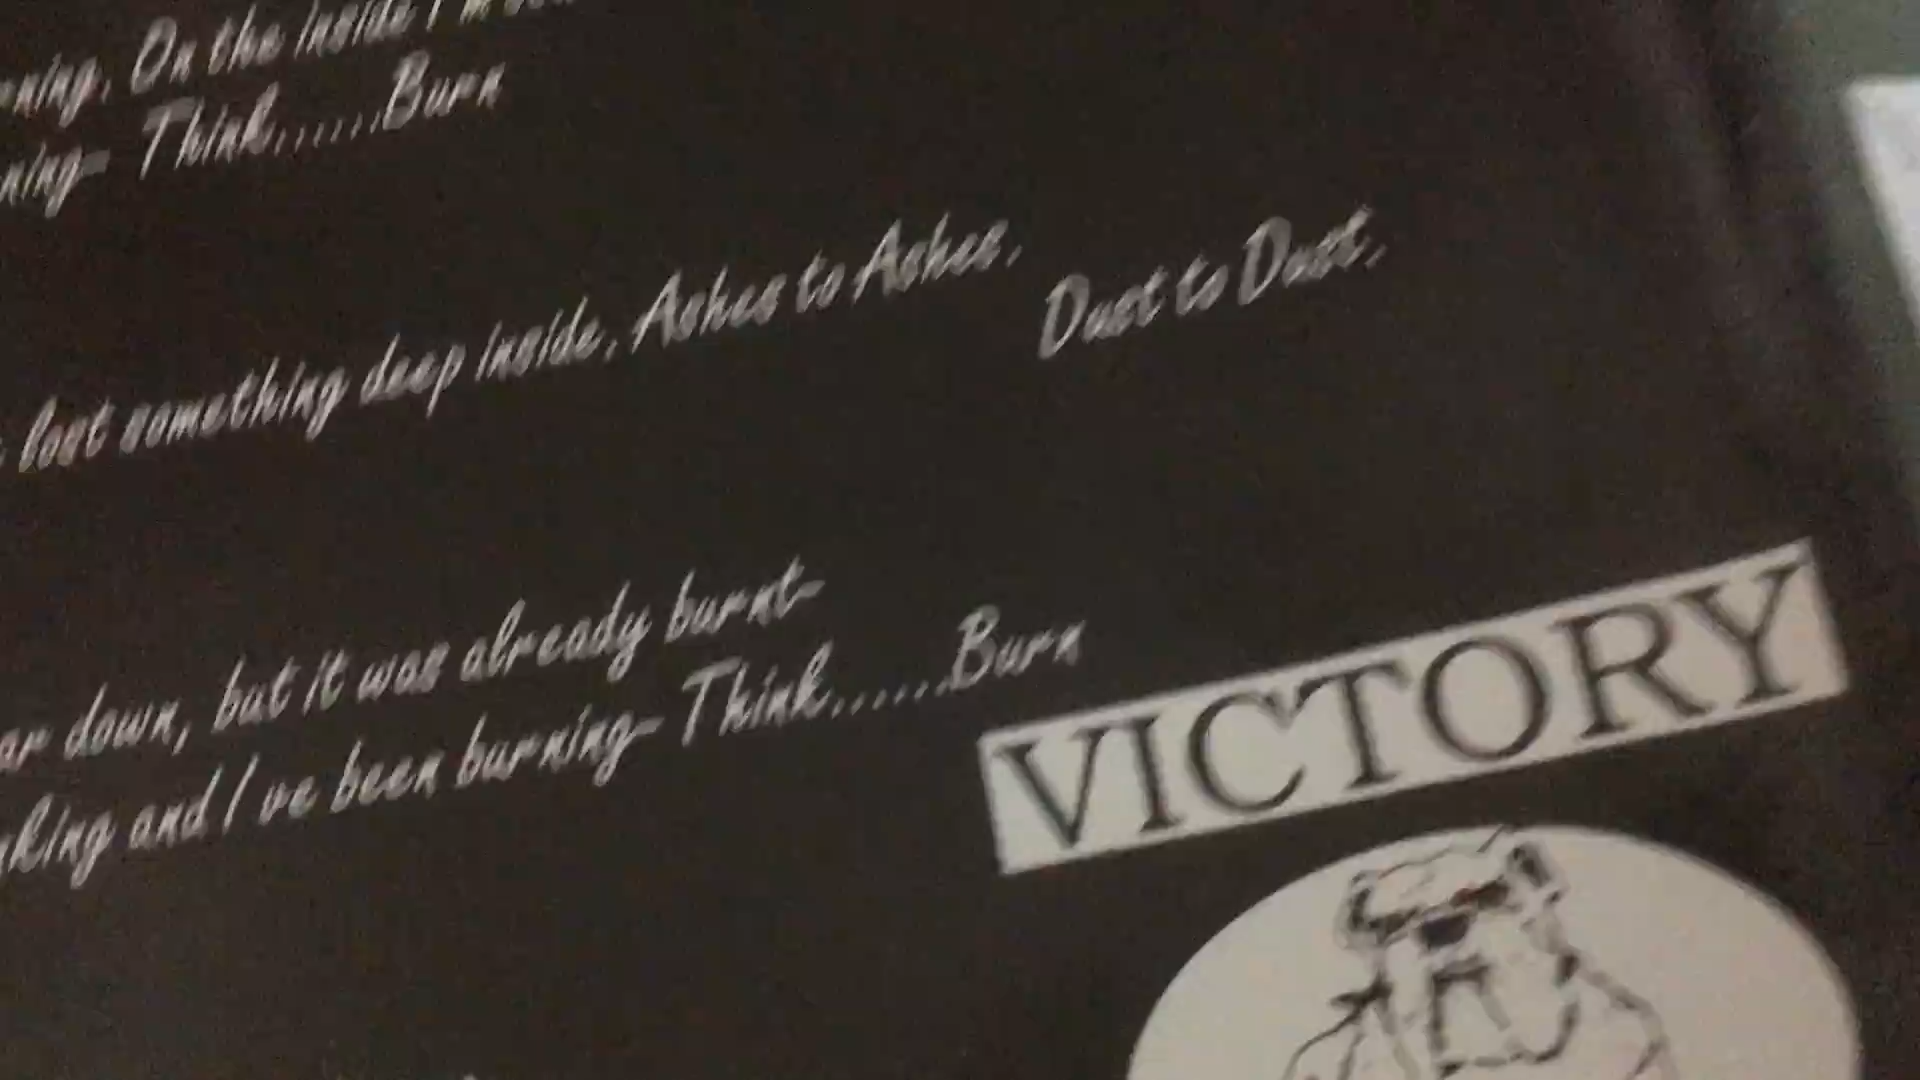 On the Inside I'm
Think......Burn
lost something deep inside. Ashes to Ashes.
Dust to Dust.
down, but it was already burnt-
and I've been burning- Think......Burn
VICTORY